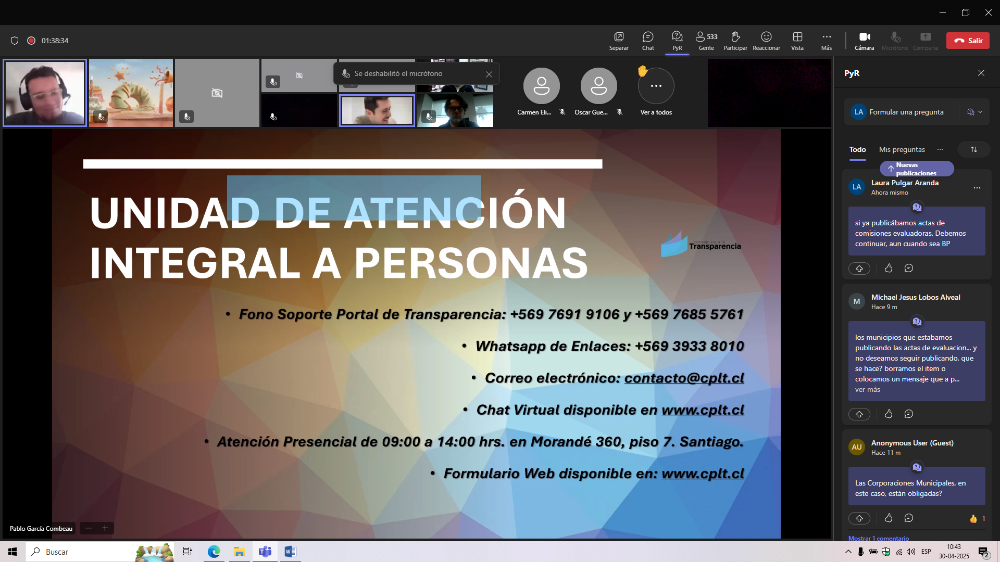 01:38:34
Separar
Chat
PyR
533
Gente
Participar
Reaccionar
Vista
Más
Cámara
Micrófono
Comparte
Salir
Se deshabilitó el micrófono
Carmen Eli...
Oscar Gue...
Ver a todos
UNIDAD DE ATENCIÓN
INTEGRAL A PERSONAS
consejo para la
Transparencia
• Fono Soporte Portal de Transparencia: +569 7691 9106 y +569 7685 5761
• Whatsapp de Enlaces: +569 3933 8010
• Correo electrónico: contacto@cplt.cl
• Chat Virtual disponible en www.cplt.cl
• Atención Presencial de 09:00 a 14:00 hrs. en Morandé 360, piso 7. Santiago.
• Formulario Web disponible en: www.cplt.cl
Pablo García Combeau
PyR
LA Formular una pregunta
Todo
Mis preguntas
Nuevas
publicaciones
LA
Laura Pulgar Aranda
Ahora mismo
si ya publicábamos actas de
comisiones evaluadoras. Debemos
continuar, aun cuando sea BP
M
Michael Jesus Lobos Alveal
Hace 9 m
los municipios que estabamos
publicando las actas de evaluacion... y
no deseamos seguir publicando. que
se hace? borramos el item o
colocamos un mensaje que a p...
ver más
AU
Anonymous User (Guest)
Hace 11 m
Las Corporaciones Municipales, en
este caso, están obligadas?
1
Mostrar 1 comentario
Buscar
ESP
10:43
30-04-2025
2